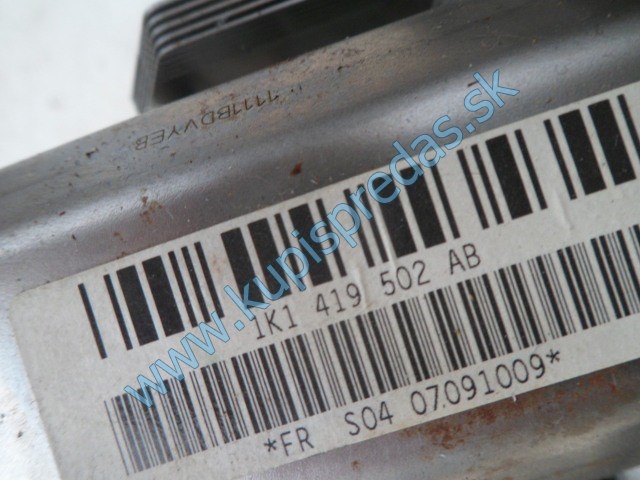 1111BDVYEB
1K1 419 502 AB
*FR S04 07091009*
www.kupispredas.sk